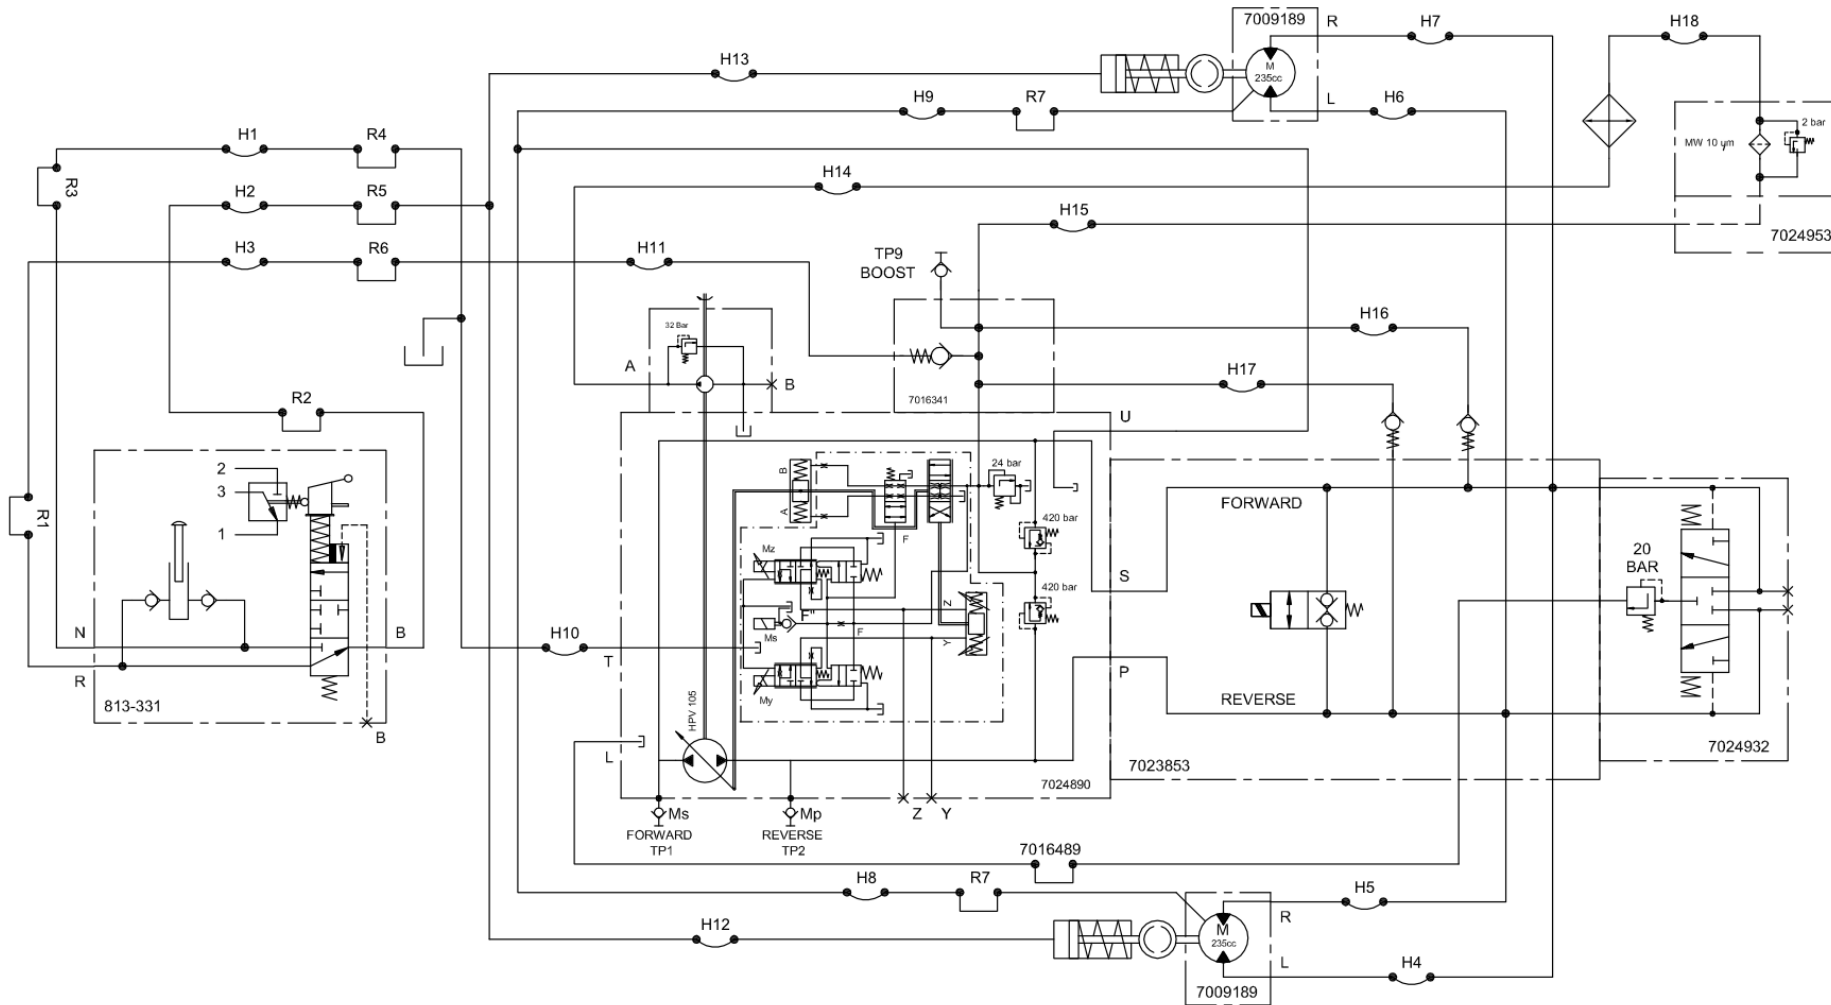 7009189
R
H7
H18
H13
M
235cc
H9
R7
L
H6
2 bar
MW 10 µm
H1
R4
R3
H14
H2
R5
H15
7024953
H3
R6
H11
TP9
BOOST
32 Bar
H16
A
B
H17
7016341
R2
U
2
3
1
B
A
24 bar
FORWARD
R1
420 bar
F
Mz
20
BAR
S
420 bar
Z
F"
Ms
F
Y
N
B
H10
T
R
P
My
REVERSE
813-331
HPV 105
B
L
7024932
7023853
7024890
Ms
Mp
Z
Y
FORWARD
TP1
REVERSE
TP2
7016489
H8
R7
H5
R
H12
M
235cc
L
H4
7009189